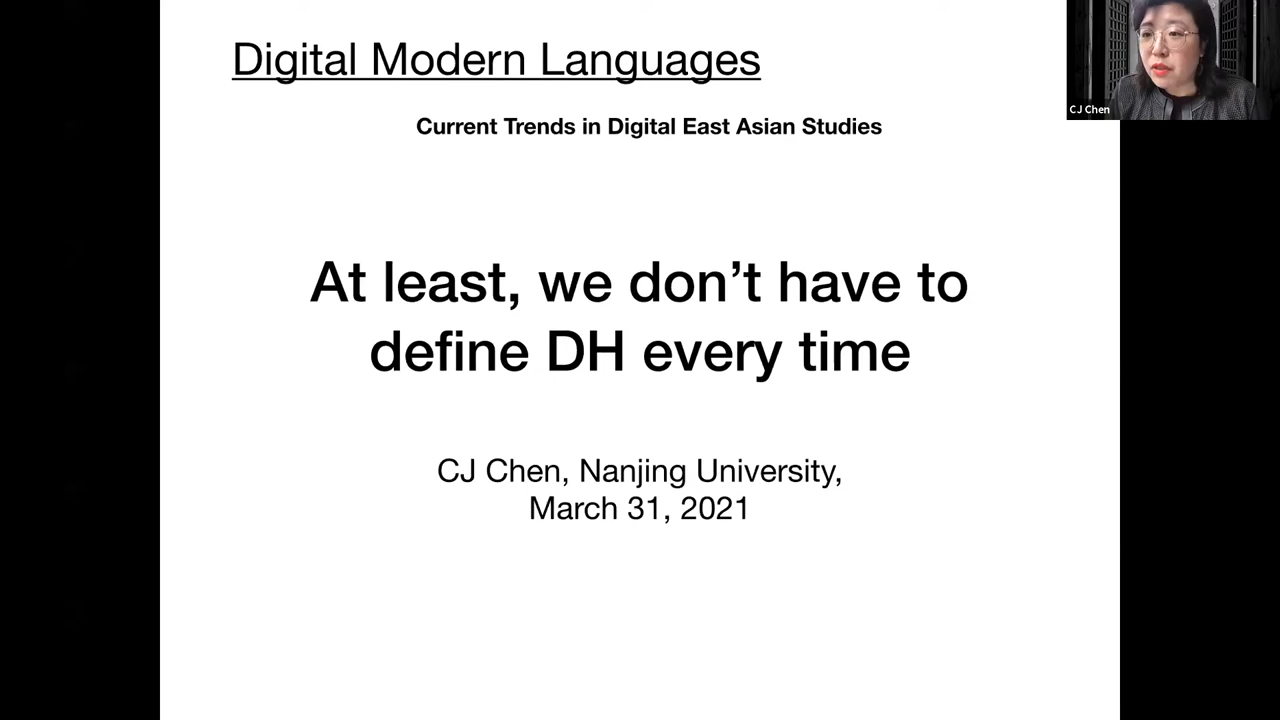 Digital Modern Languages
Current Trends in Digital East Asian Studies
CJ Chen
At least, we don’t have to
define DH every time
CJ Chen, Nanjing University,
March 31, 2021